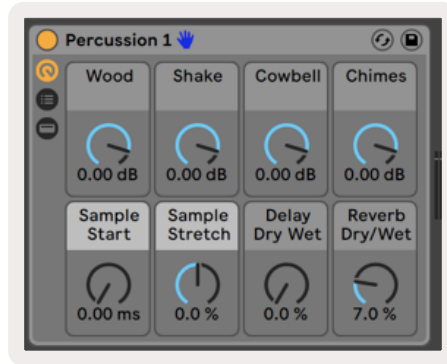 Percussion 1
Wood Shake Cowbell Chimes
0.00 dB 0.00 dB 0.00 dB 0.00 dB
Sample Start Sample Stretch Delay Dry Wet Reverb Dry/Wet
0.00 ms 0.0 % 0.0 % 7.0 %